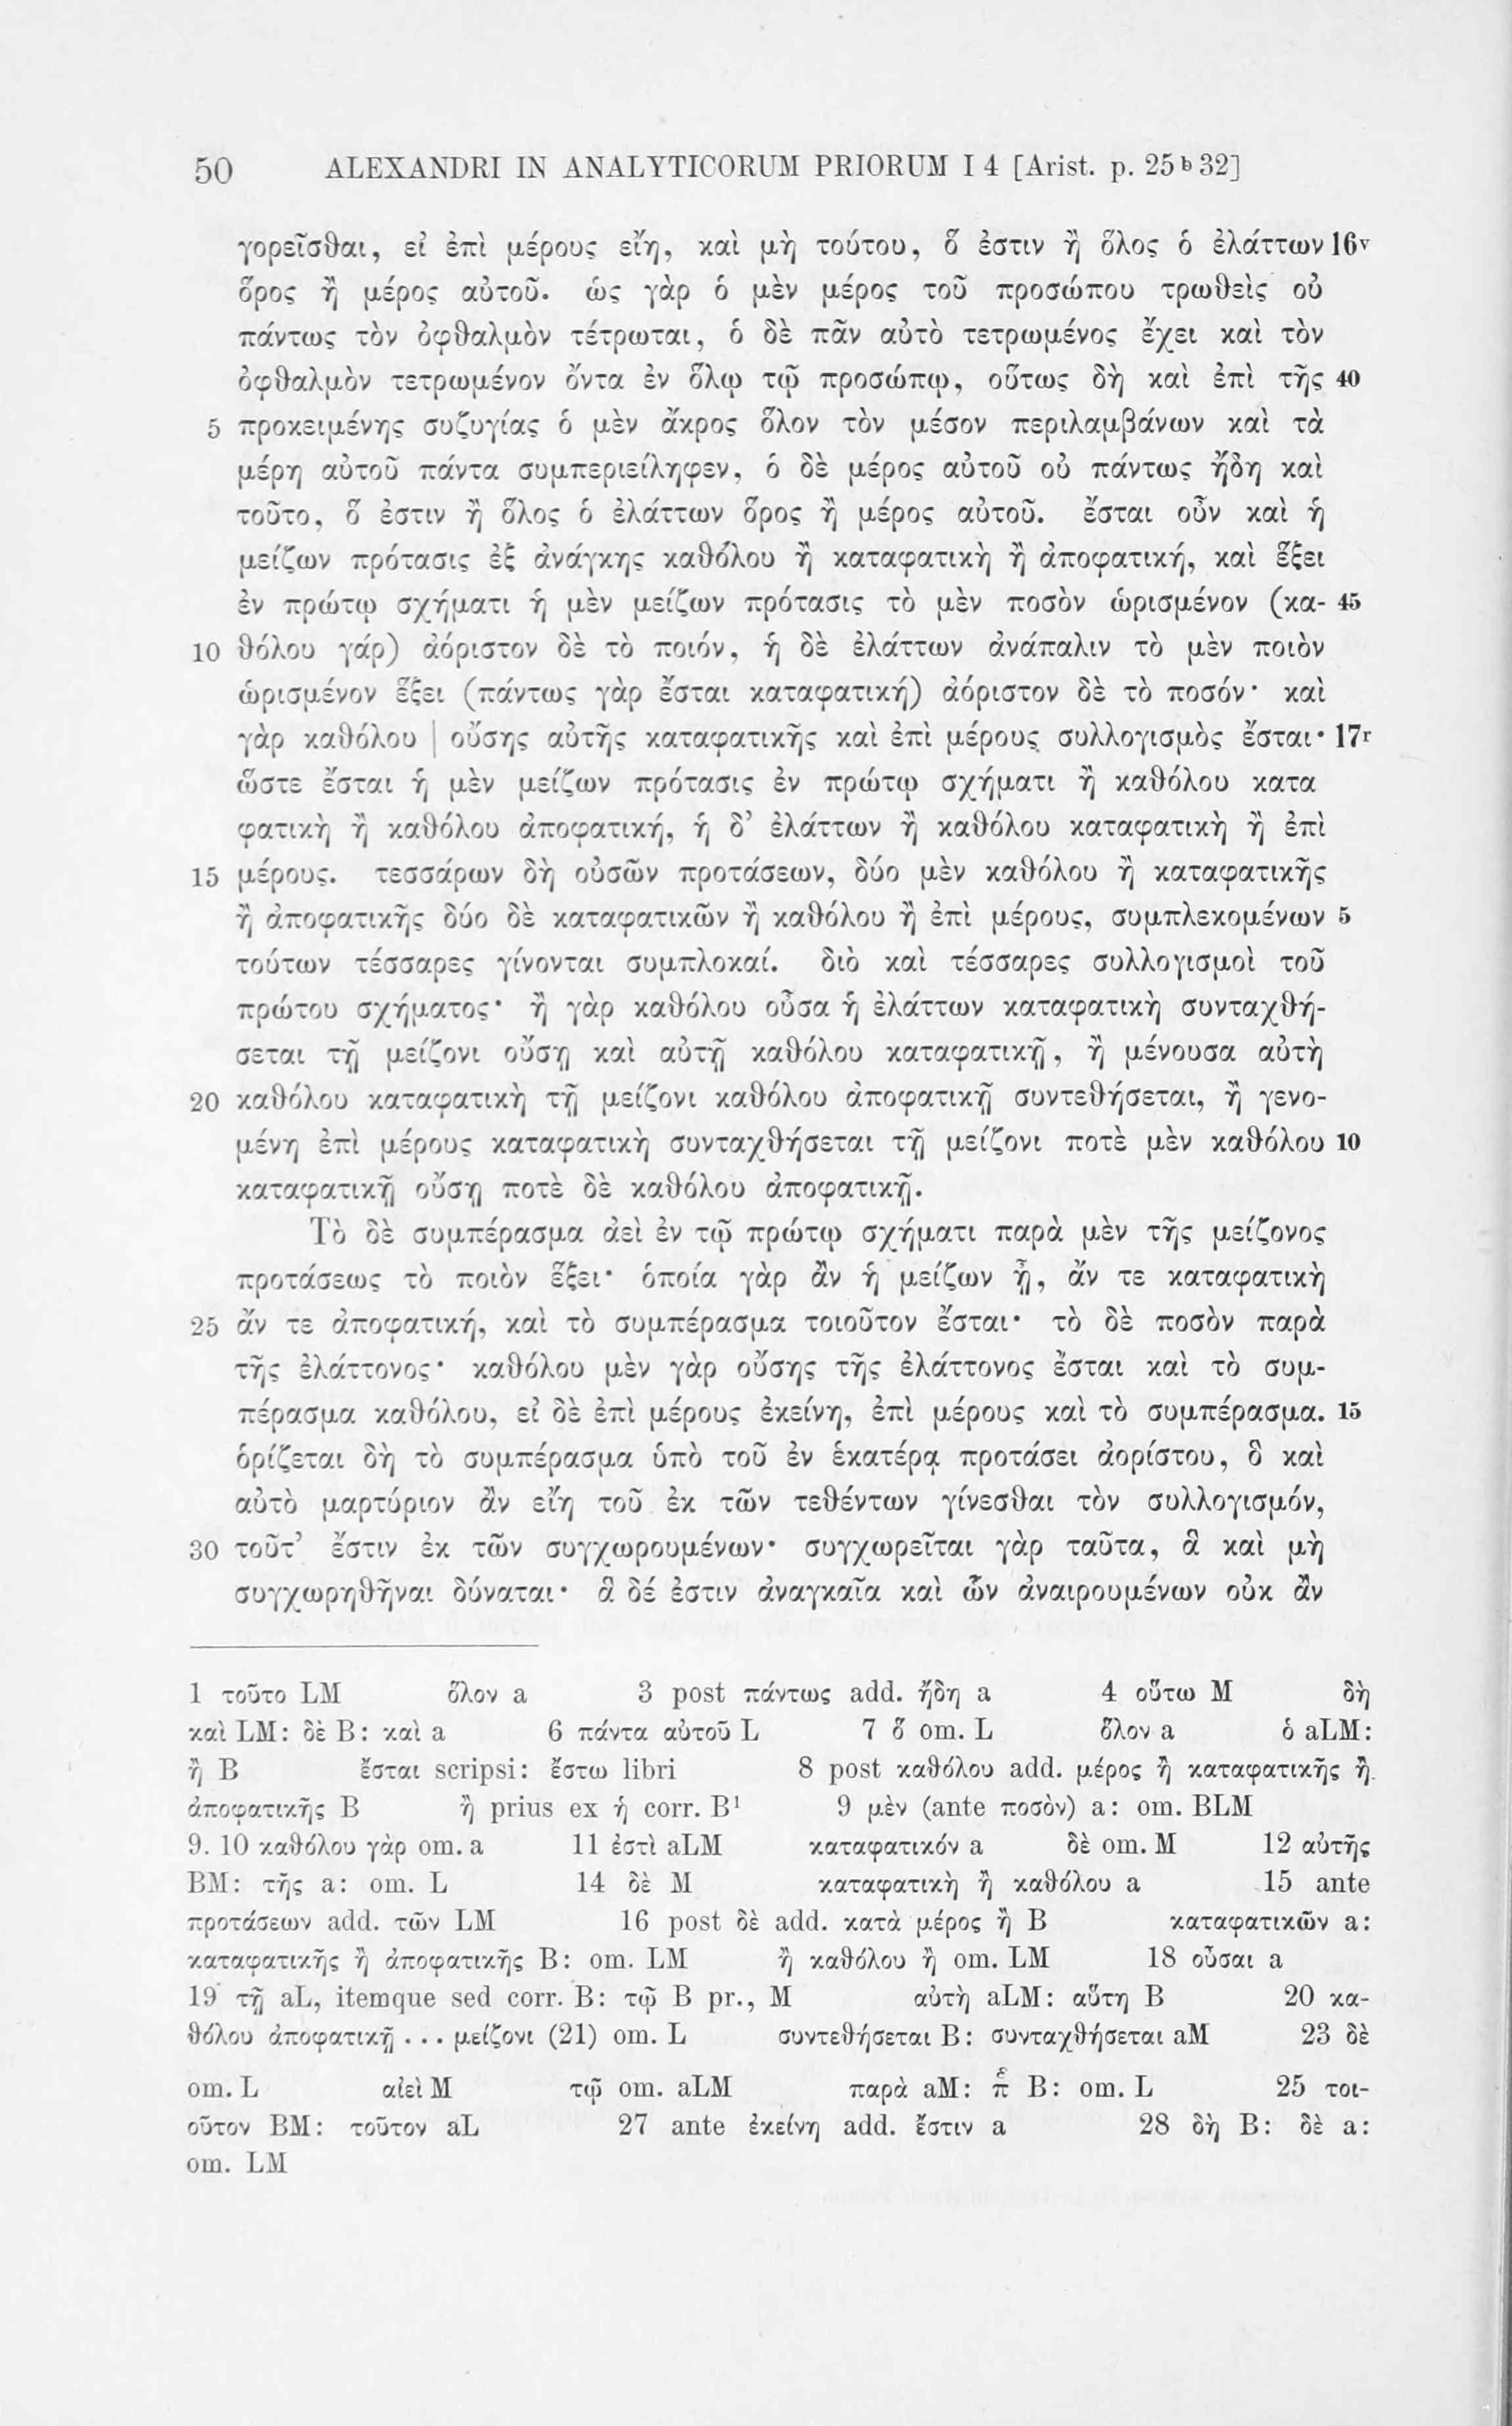 50 ALEXANDRI IN ANALYTICORUM PRIORUM I 4 [Arist. p. 25ᵇ32]
γορεῖσθαι, εἰ ἐπὶ μέρους εἴη, καὶ μὴ τούτου, ὅ ἐστιν ἢ ὅλος ὁ ἐλάττων 16ᵛ
ὅρος ἢ μέρος αὐτοῦ. ὡς γὰρ ὁ μὲν μέρος τοῦ προσώπου τρωθεὶς οὐ
πάντως τὸν ὀφθαλμὸν τέτρωται, ὁ δὲ πᾶν αὐτὸ τετρωμένος ἔχει καὶ τὸν
ὀφθαλμὸν τετρωμένον ὄντα ἐν ὅλῳ τῷ προσώπῳ, οὕτως δὴ καὶ ἐπὶ τῆς 40
5 προκειμένης συζυγίας ὁ μὲν ἄκρος ὅλον τὸν μέσον περιλαμβάνων καὶ τὰ
μέρη αὐτοῦ πάντα συμπεριείληφεν, ὁ δὲ μέρος αὐτοῦ οὐ πάντως ἤδη καὶ
τοῦτο, ὅ ἐστιν ἢ ὅλος ὁ ἐλάττων ὅρος ἢ μέρος αὐτοῦ. ἔσται οὖν καὶ ἡ
μείζων πρότασις ἐξ ἀνάγκης καθόλου ἢ καταφατικὴ ἢ ἀποφατική, καὶ ἕξει
ἐν πρώτῳ σχήματι ἡ μὲν μείζων πρότασις τὸ μὲν ποσὸν ὡρισμένον (κα- 45
10 θόλου γάρ) ἀόριστον δὲ τὸ ποιόν, ἡ δὲ ἐλάττων ἀνάπαλιν τὸ μὲν ποιὸν
ὡρισμένον ἕξει (πάντως γὰρ ἔσται καταφατική) ἀόριστον δὲ τὸ ποσόν· καὶ
γὰρ καθόλου | οὔσης αὐτῆς καταφατικῆς καὶ ἐπὶ μέρους συλλογισμὸς ἔσται· 17ʳ
ὥστε ἔσται ἡ μὲν μείζων πρότασις ἐν πρώτῳ σχήματι ἢ καθόλου κατα
φατικὴ ἢ καθόλου ἀποφατική, ἡ δ’ ἐλάττων ἢ καθόλου καταφατικὴ ἢ ἐπὶ
15 μέρους. τεσσάρων δὴ οὐσῶν προτάσεων, δύο μὲν καθόλου ἢ καταφατικῆς
ἢ ἀποφατικῆς δύο δὲ καταφατικῶν ἢ καθόλου ἢ ἐπὶ μέρους, συμπλεκομένων 5
τούτων τέσσαρες γίνονται συμπλοκαί. διὸ καὶ τέσσαρες συλλογισμοὶ τοῦ
πρώτου σχήματος· ἢ γὰρ καθόλου οὖσα ἡ ἐλάττων καταφατικὴ συνταχθή-
σεται τῇ μείζονι οὔσῃ καὶ αὐτῇ καθόλου καταφατικῇ, ἢ μένουσα αὐτὴ
20 καθόλου καταφατικὴ τῇ μείζονι καθόλου ἀποφατικῇ συντεθήσεται, ἢ γενο-
μένη ἐπὶ μέρους καταφατικὴ συνταχθήσεται τῇ μείζονι ποτὲ μὲν καθόλου 10
καταφατικῇ οὔσῃ ποτὲ δὲ καθόλου ἀποφατικῇ.
Τὸ δὲ συμπέρασμα ἀεὶ ἐν τῷ πρώτῳ σχήματι παρὰ μὲν τῆς μείζονος
προτάσεως τὸ ποιὸν ἕξει· ὁποία γὰρ ἂν ἡ μείζων ᾖ, ἄν τε καταφατικὴ
25 ἄν τε ἀποφατική, καὶ τὸ συμπέρασμα τοιοῦτον ἔσται· τὸ δὲ ποσὸν παρὰ
τῆς ἐλάττονος· καθόλου μὲν γὰρ οὔσης τῆς ἐλάττονος ἔσται καὶ τὸ συμ-
πέρασμα καθόλου, εἰ δὲ ἐπὶ μέρους ἐκείνη, ἐπὶ μέρους καὶ τὸ συμπέρασμα. 15
ὁρίζεται δὴ τὸ συμπέρασμα ὑπὸ τοῦ ἐν ἑκατέρᾳ προτάσει ἀορίστου, ὃ καὶ
αὐτὸ μαρτύριον ἂν εἴη τοῦ ἐκ τῶν τεθέντων γίνεσθαι τὸν συλλογισμόν,
30 τοῦτ’ ἔστιν ἐκ τῶν συγχωρουμένων· συγχωρεῖται γὰρ ταῦτα, ἃ καὶ μὴ
συγχωρηθῆναι δύναται· ἃ δέ ἐστιν ἀναγκαῖα καὶ ὧν ἀναιρουμένων οὐκ ἂν
1 τοῦτο LM ὅλον a 3 post πάντως add. ἤδη a 4 οὕτω M δὴ
καὶ LM: δὲ B: καὶ a 6 πάντα αὐτοῦ L 7 ὅ om. L ὅλον a ὁ aLM:
ἢ B ἔσται scripsi: ἔστω libri 8 post καθόλου add. μέρος ἢ καταφατικῆς ἢ
ἀποφατικῆς B ἢ prius ex ἡ corr. B¹ 9 μὲν (ante ποσὸν) a: om. BLM
9. 10 καθόλου γὰρ om. a 11 ἐστὶ aLM καταφατικόν a δὲ om. M 12 αὐτῆς
BM: τῆς a: om. L 14 δὲ M καταφατικὴ ἢ καθόλου a 15 ante
προτάσεων add. τῶν LM 16 post δὲ add. κατὰ μέρος ἢ B καταφατικῶν a:
καταφατικῆς ἢ ἀποφατικῆς B: om. LM ἢ καθόλου ἢ om. LM 18 οὖσαι a
19 τῇ aL, itemque sed corr. B: τῷ B pr., M αὐτὴ aLM: αὕτη B 20 κα-
θόλου ἀποφατικῇ . . . μείζονι (21) om. L συντεθήσεται B: συνταχθήσεται aM 23 δὲ
om. L αἰεὶ M τῷ om. aLM παρὰ aM: π B: om. L 25 τοι-
οῦτον BM: τοῦτον aL 27 ante ἐκείνη add. ἔστιν a 28 δὴ B: δὲ a:
om. LM